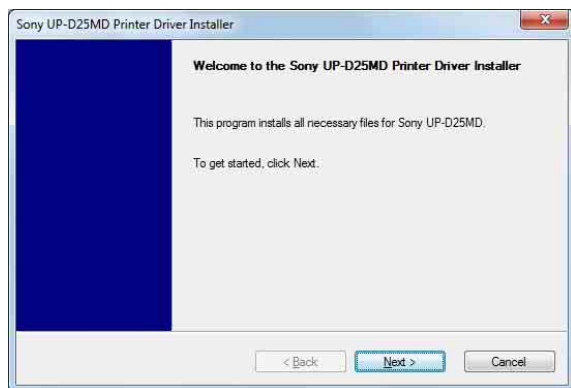 Sony UP-D25MD Printer Driver Installer
Welcome to the Sony UP-D25MD Printer Driver Installer
This program installs all necessary files for Sony UP-D25MD.
To get started, click Next.
< Back Next > Cancel